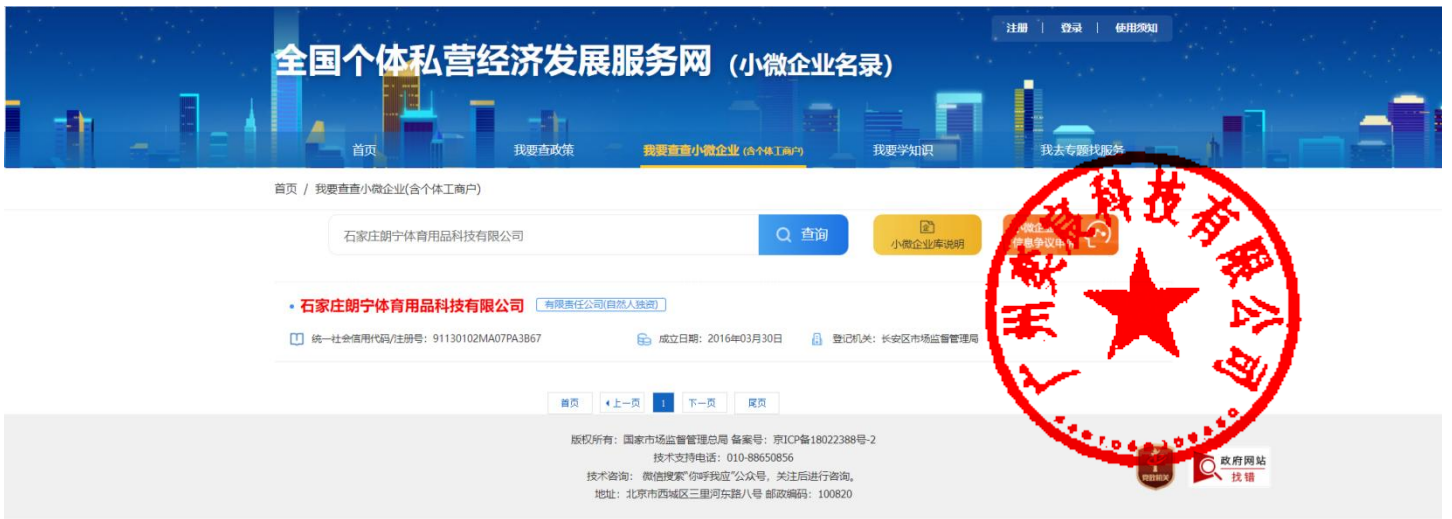 注册 | 登录 | 使用须知
全国个体私营经济发展服务网 (小微企业名录)
首页 我要查政策 我要查查小微企业 (含个体工商户) 我要学知识 我去专题找服务
首页 / 我要查查小微企业(含个体工商户)
石家庄朗宁体育用品科技有限公司 查询 小微企业库说明
小微企业
信息争议申
• 石家庄朗宁体育用品科技有限公司 有限责任公司(自然人独资)
统一社会信用代码/注册号: 91130102MA07PA3B67 成立日期: 2016年03月30日 登记机关: 长安区市场监督管理局
首页 上一页 1 下一页 尾页
版权所有: 国家市场监督管理总局 备案号: 京ICP备18022388号-2
技术支持电话: 010-88650856
技术咨询: 微信搜索"你呼我应"公众号, 关注后进行咨询。
地址: 北京市西城区三里河东路八号 邮政编码: 100820
党政机关
政府网站
找错